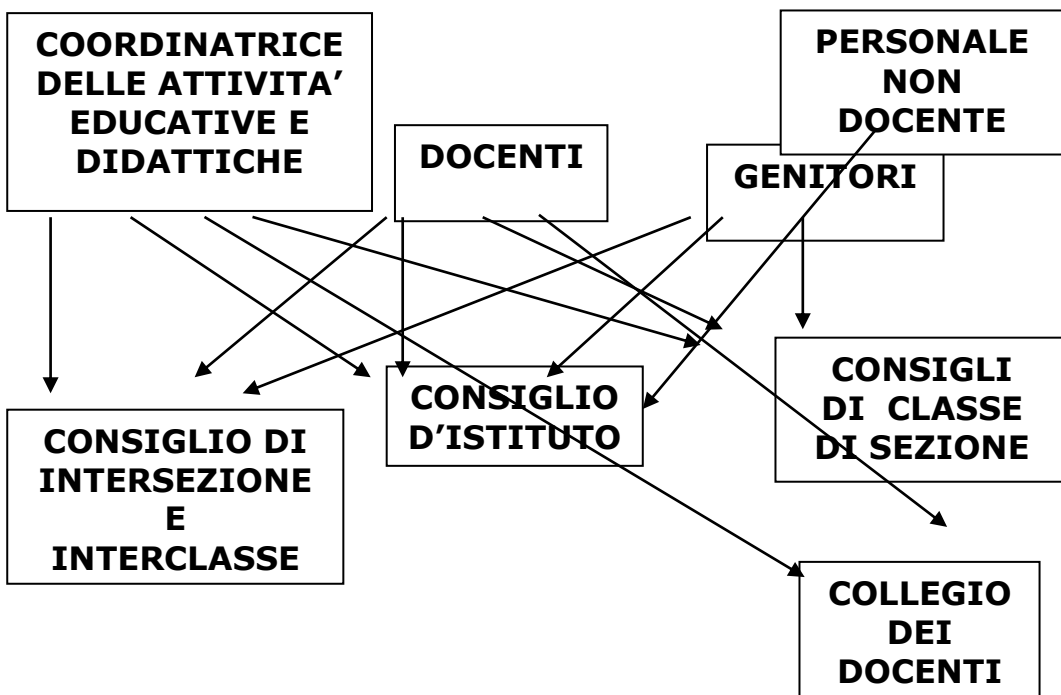 COORDINATRICE
DELLE ATTIVITA’
EDUCATIVE E
DIDATTICHE
DOCENTI
GENITORI
PERSONALE
NON
DOCENTE
CONSIGLIO DI
INTERSEZIONE
E
INTERCLASSE
CONSIGLIO
D’ISTITUTO
CONSIGLI
DI CLASSE
DI SEZIONE
COLLEGIO
DEI
DOCENTI